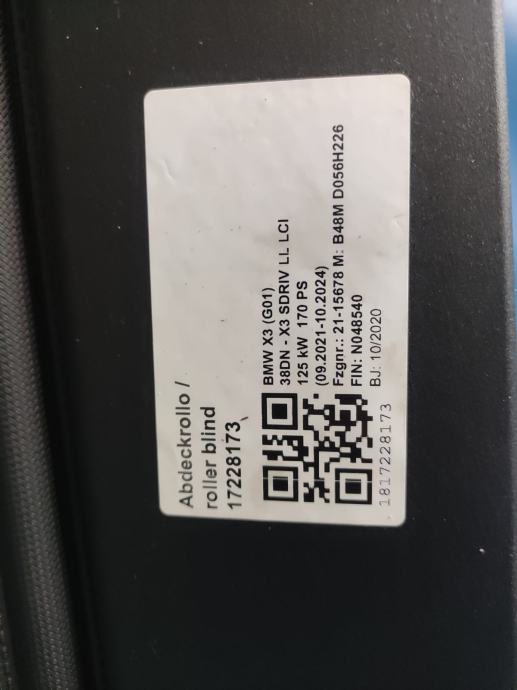 Abdeckrollo /
roller blind
17228173
BMW X3 (G01)
38DN - X3 SDRIV LL LCI
125 kW 170 PS
(09.2021-10.2024)
Fzgnr.: 21-15678 M: B48M D056H226
FIN: N048540
BJ: 10/2020
1817228173